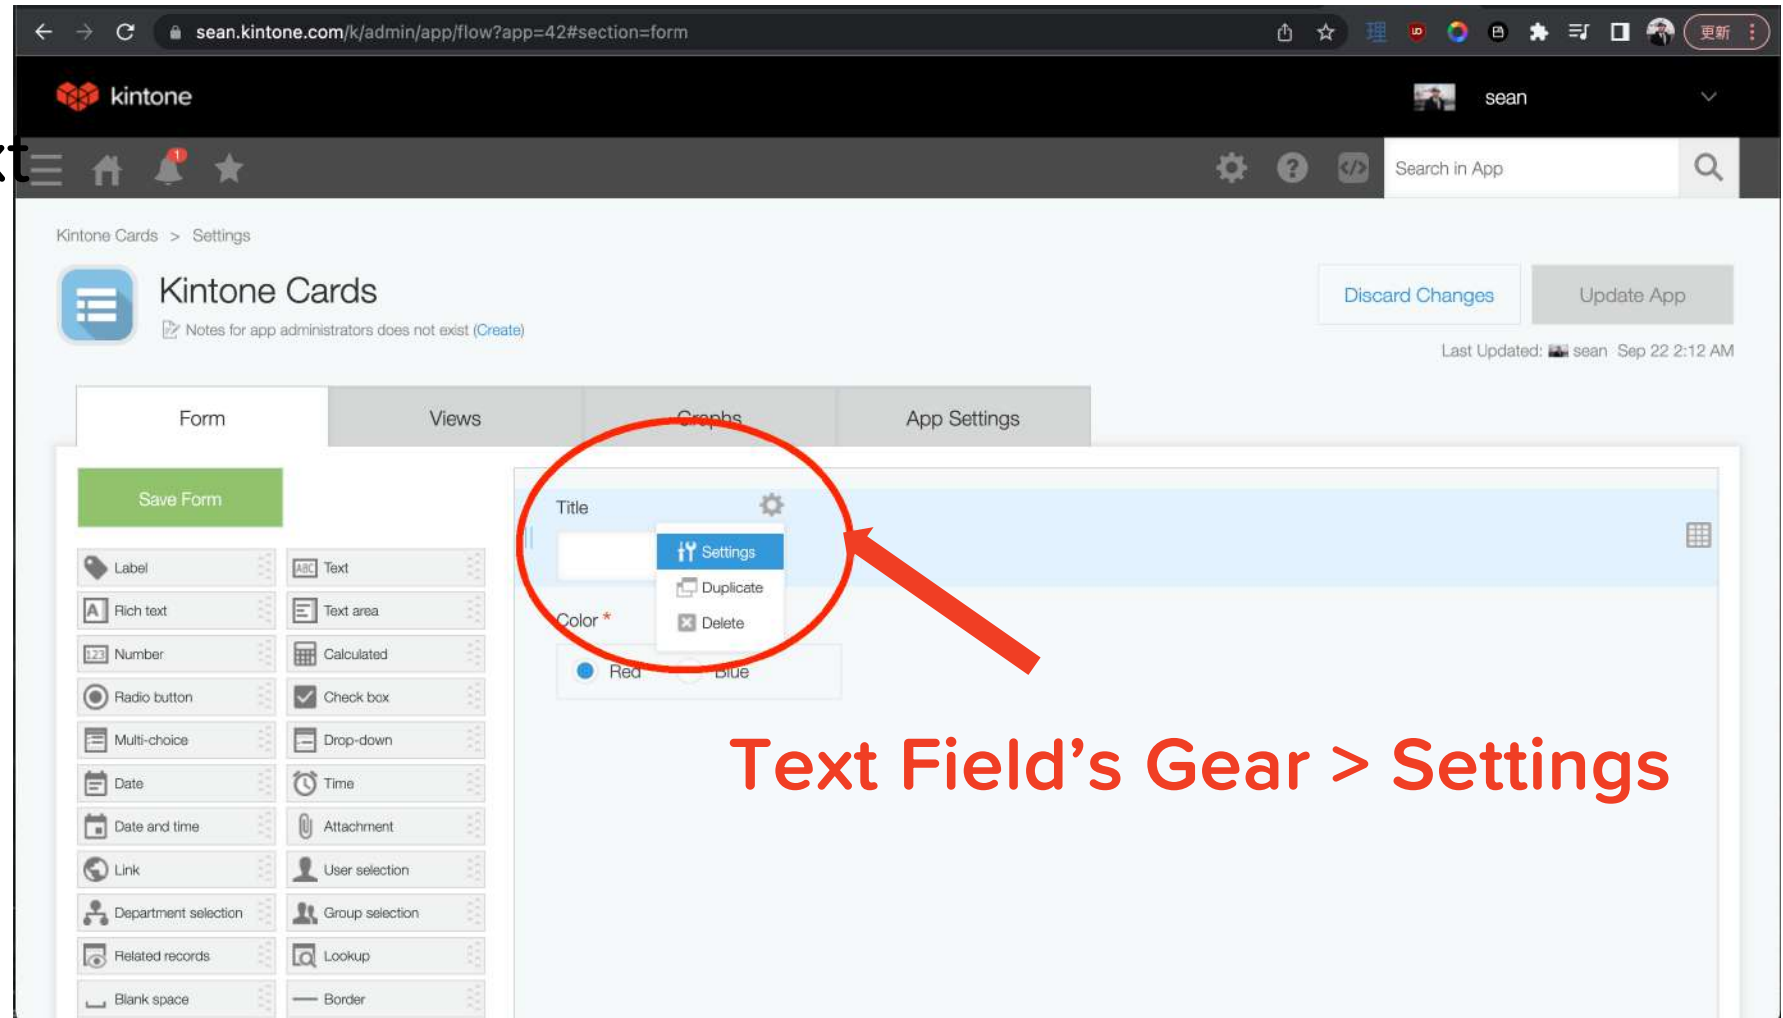 sean.kintone.com/k/admin/app/flow?app=42#section=form
理
更新
kintone
sean
1
Search in App
Kintone Cards > Settings
Kintone Cards
Notes for app administrators does not exist (Create)
Discard Changes
Update App
Last Updated: sean Sep 22 2:12 AM
Form
Views
Graphs
App Settings
Save Form
Title
Settings
Duplicate
Delete
Color *
Red
Blue
Label
ABC Text
A Rich text
Text area
123 Number
Calculated
Radio button
Check box
Multi-choice
Drop-down
Date
Time
Date and time
Attachment
Link
User selection
Department selection
Group selection
Related records
Lookup
Blank space
Border
Text Field’s Gear > Settings